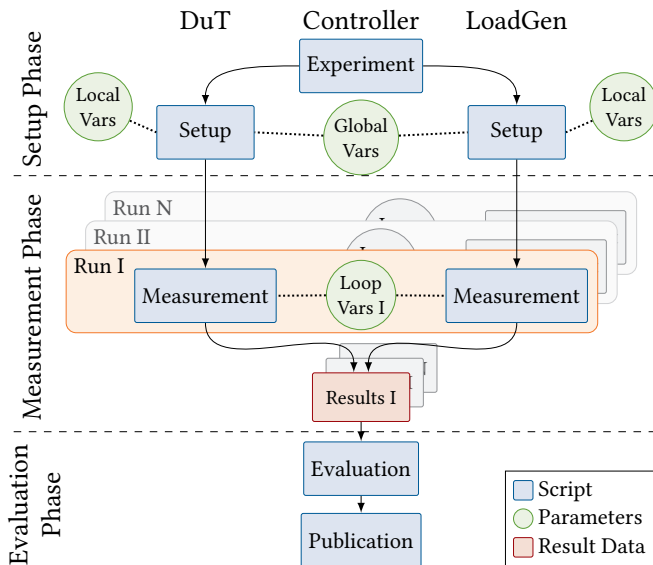 DuT Controller LoadGen
Setup Phase
Experiment
Local
Vars
Setup
Global
Vars
Setup
Local
Vars
Measurement Phase
Run N
Run II
Run I
Measurement
Loop
Vars I
Measurement
Results I
Evaluation
Phase
Evaluation
Publication
Script
Parameters
Result Data